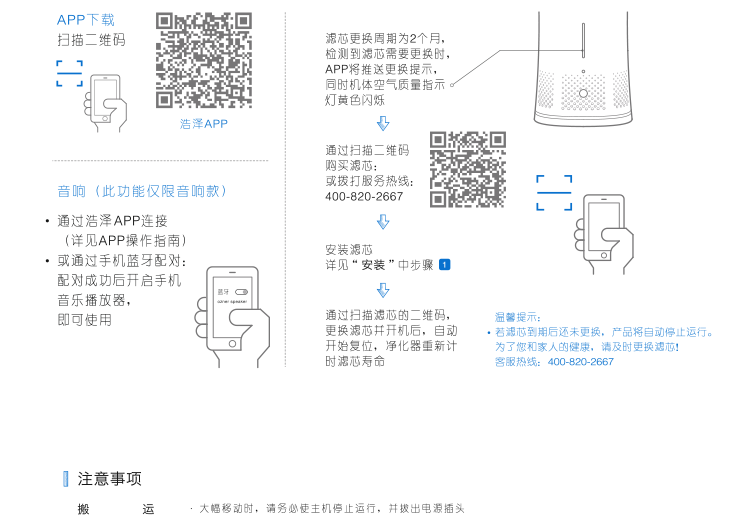 APP下载
扫描二维码
浩泽APP
音响（此功能仅限音响款）
• 通过浩泽APP连接
（详见APP操作指南）
• 或通过手机蓝牙配对：
配对成功后开启手机
音乐播放器，
即可使用
蓝牙
ozner speaker
滤芯更换周期为2个月，
检测到滤芯需要更换时，
APP将推送更换提示，
同时机体空气质量指示
灯黄色闪烁
通过扫描二维码
购买滤芯；
或拨打服务热线：
400-820-2667
安装滤芯
详见“安装”中步骤 1
通过扫描滤芯的二维码，
更换滤芯并开机后，自动
开始复位，净化器重新计
时滤芯寿命
温馨提示：
• 若滤芯到期后还未更换，产品将自动停止运行。
为了您和家人的健康，请及时更换滤芯！
客服热线：400-820-2667
注意事项
搬 运 · 大幅移动时，请务必使主机停止运行，并拔出电源插头